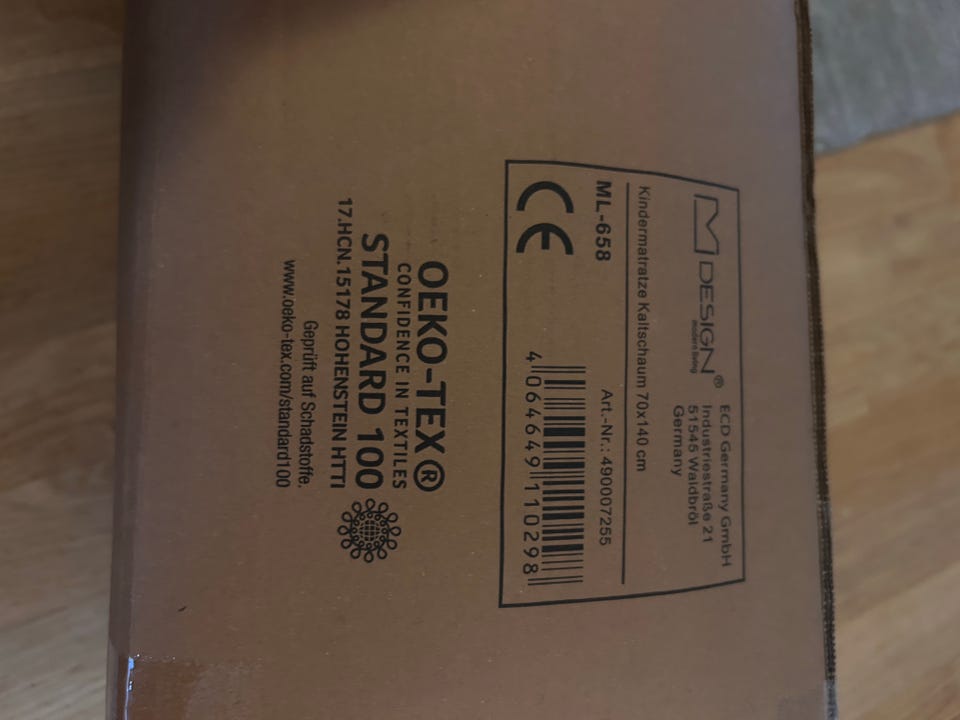 M DESIGN®
modern living
ECD Germany GmbH
Industriestraße 21
51545 Waldbröl
Germany
Kindermatratze Kaltschaum 70x140 cm
ML-658
Art.-Nr.: 490007255
CE
4 064649 110298
OEKO-TEX®
CONFIDENCE IN TEXTILES
STANDARD 100
17.HCN.15178 HOHENSTEIN HTTI
Geprüft auf Schadstoffe.
www.oeko-tex.com/standard100